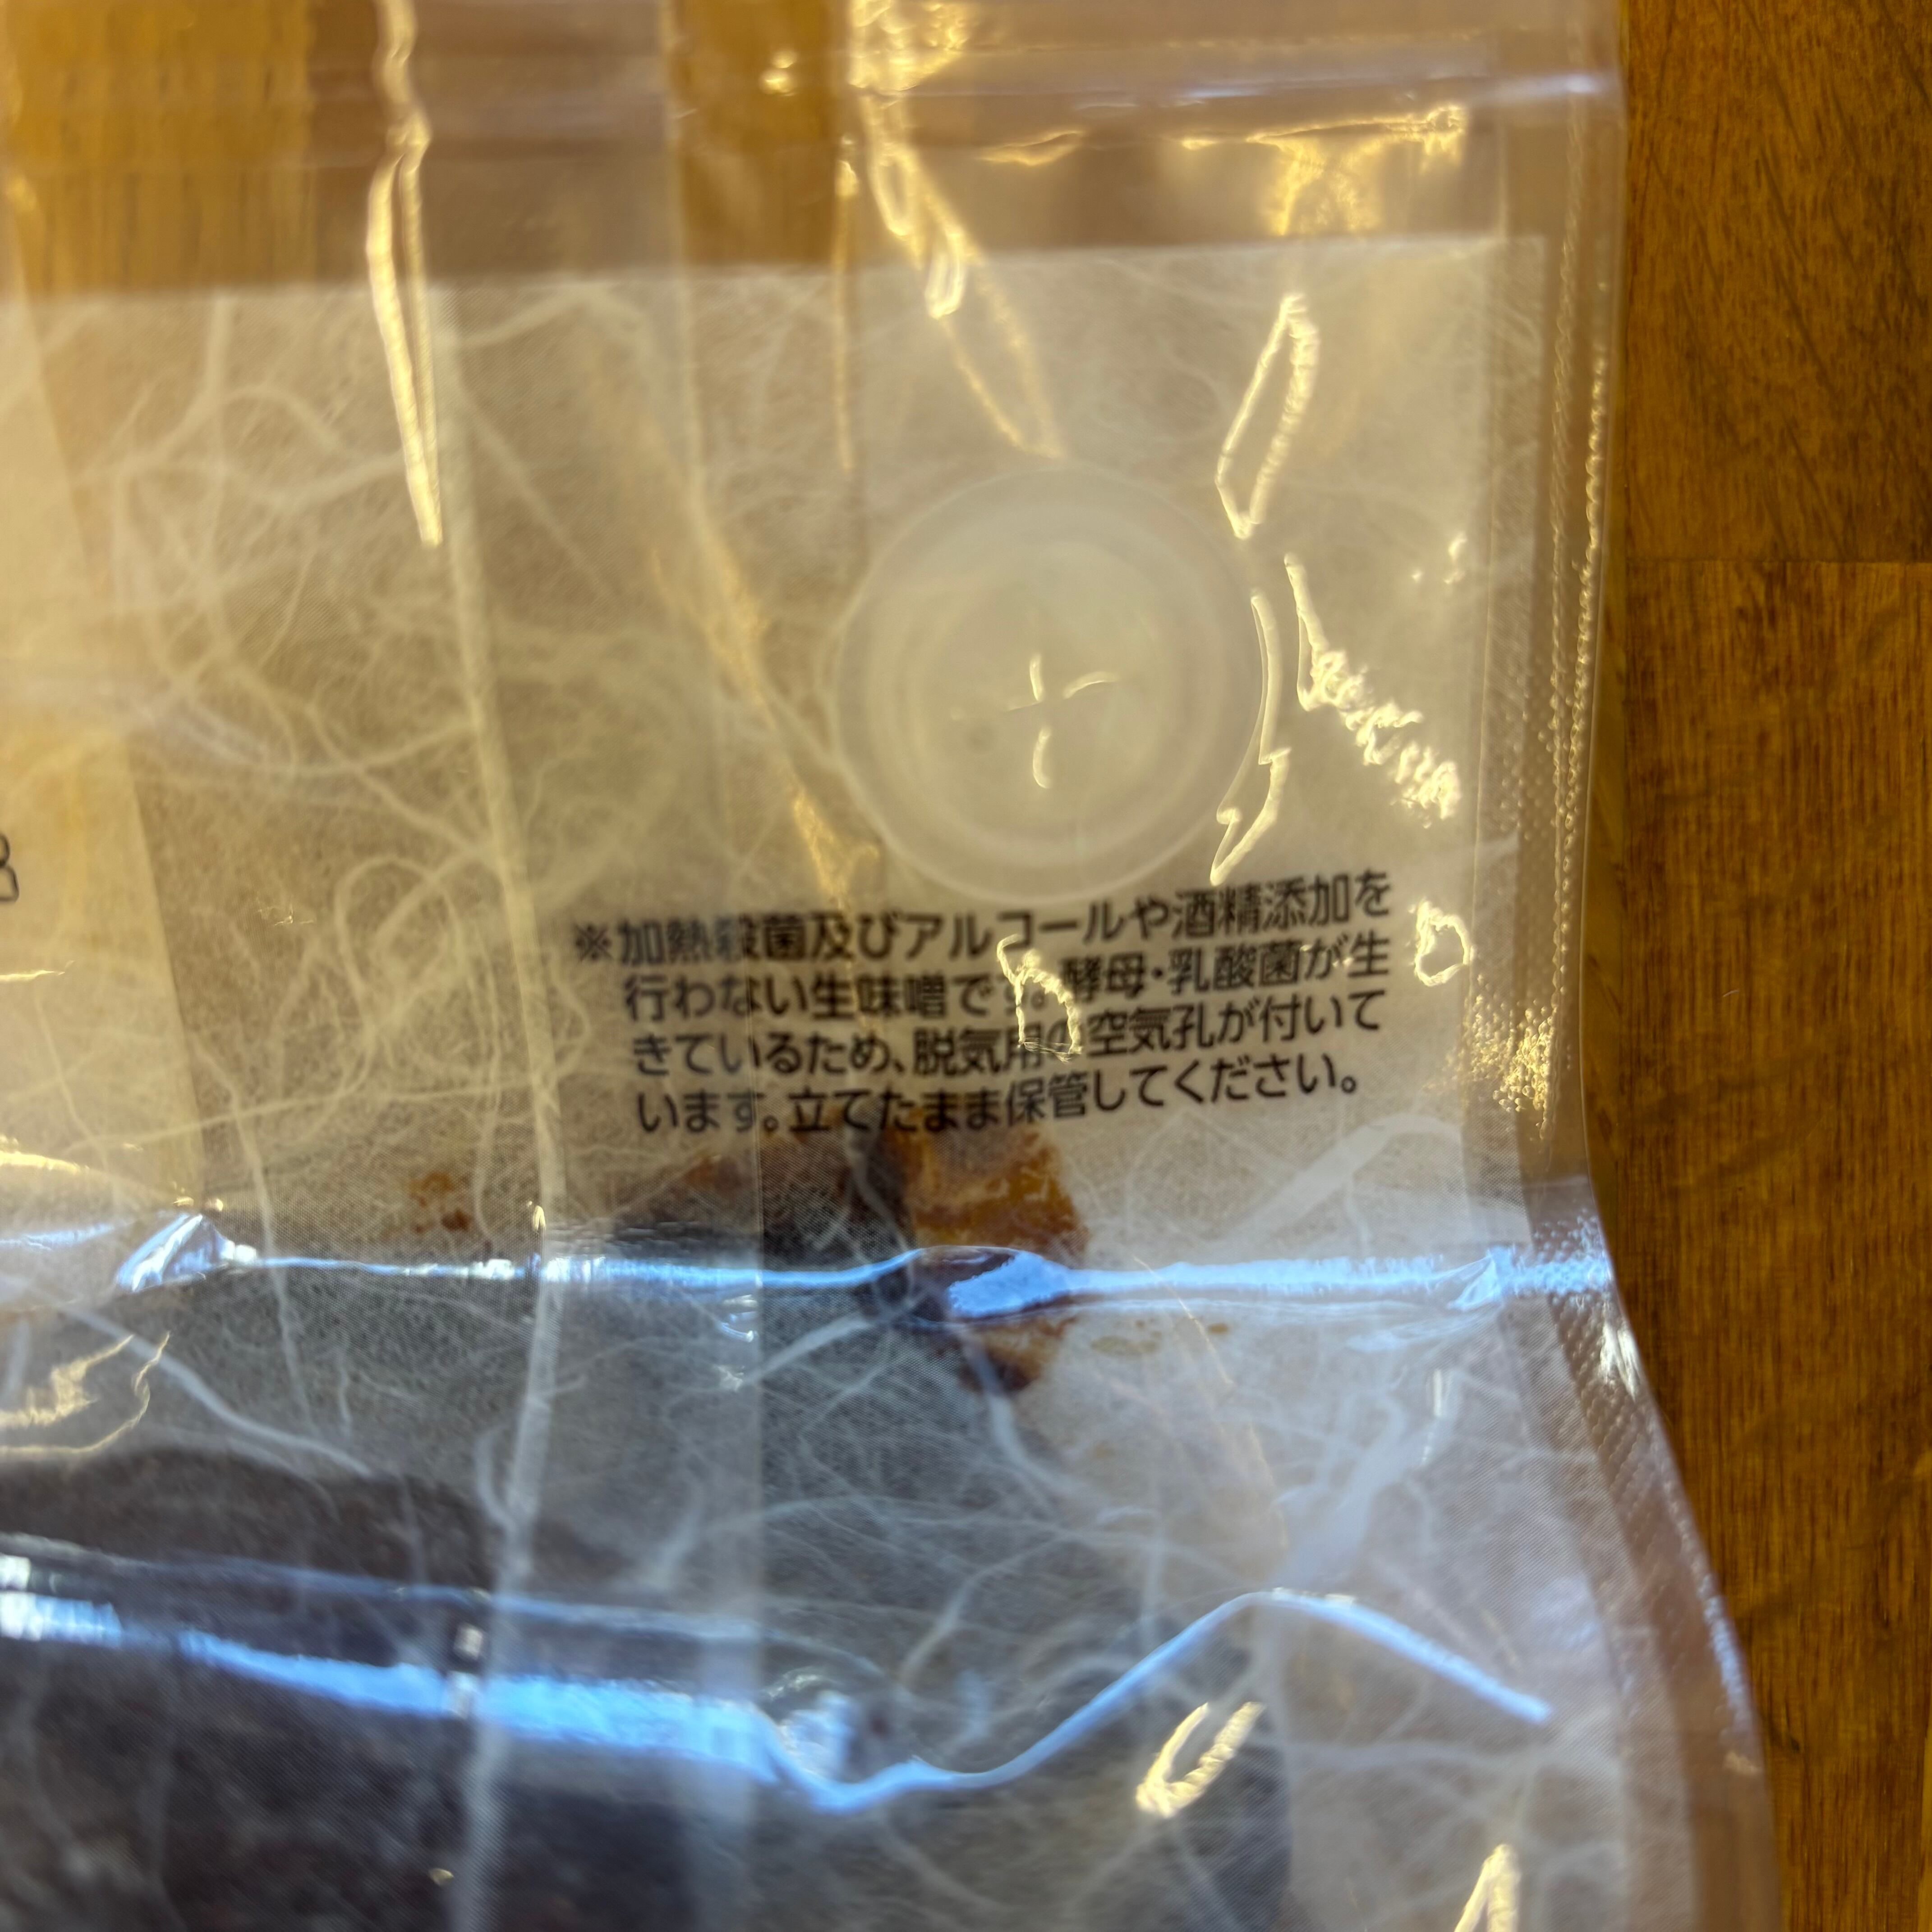 ※加熱殺菌及びアルコールや酒精添加を
行わない生味噌です。酵母・乳酸菌が生
きているため、脱気用の空気孔が付いて
います。立てたまま保管してください。